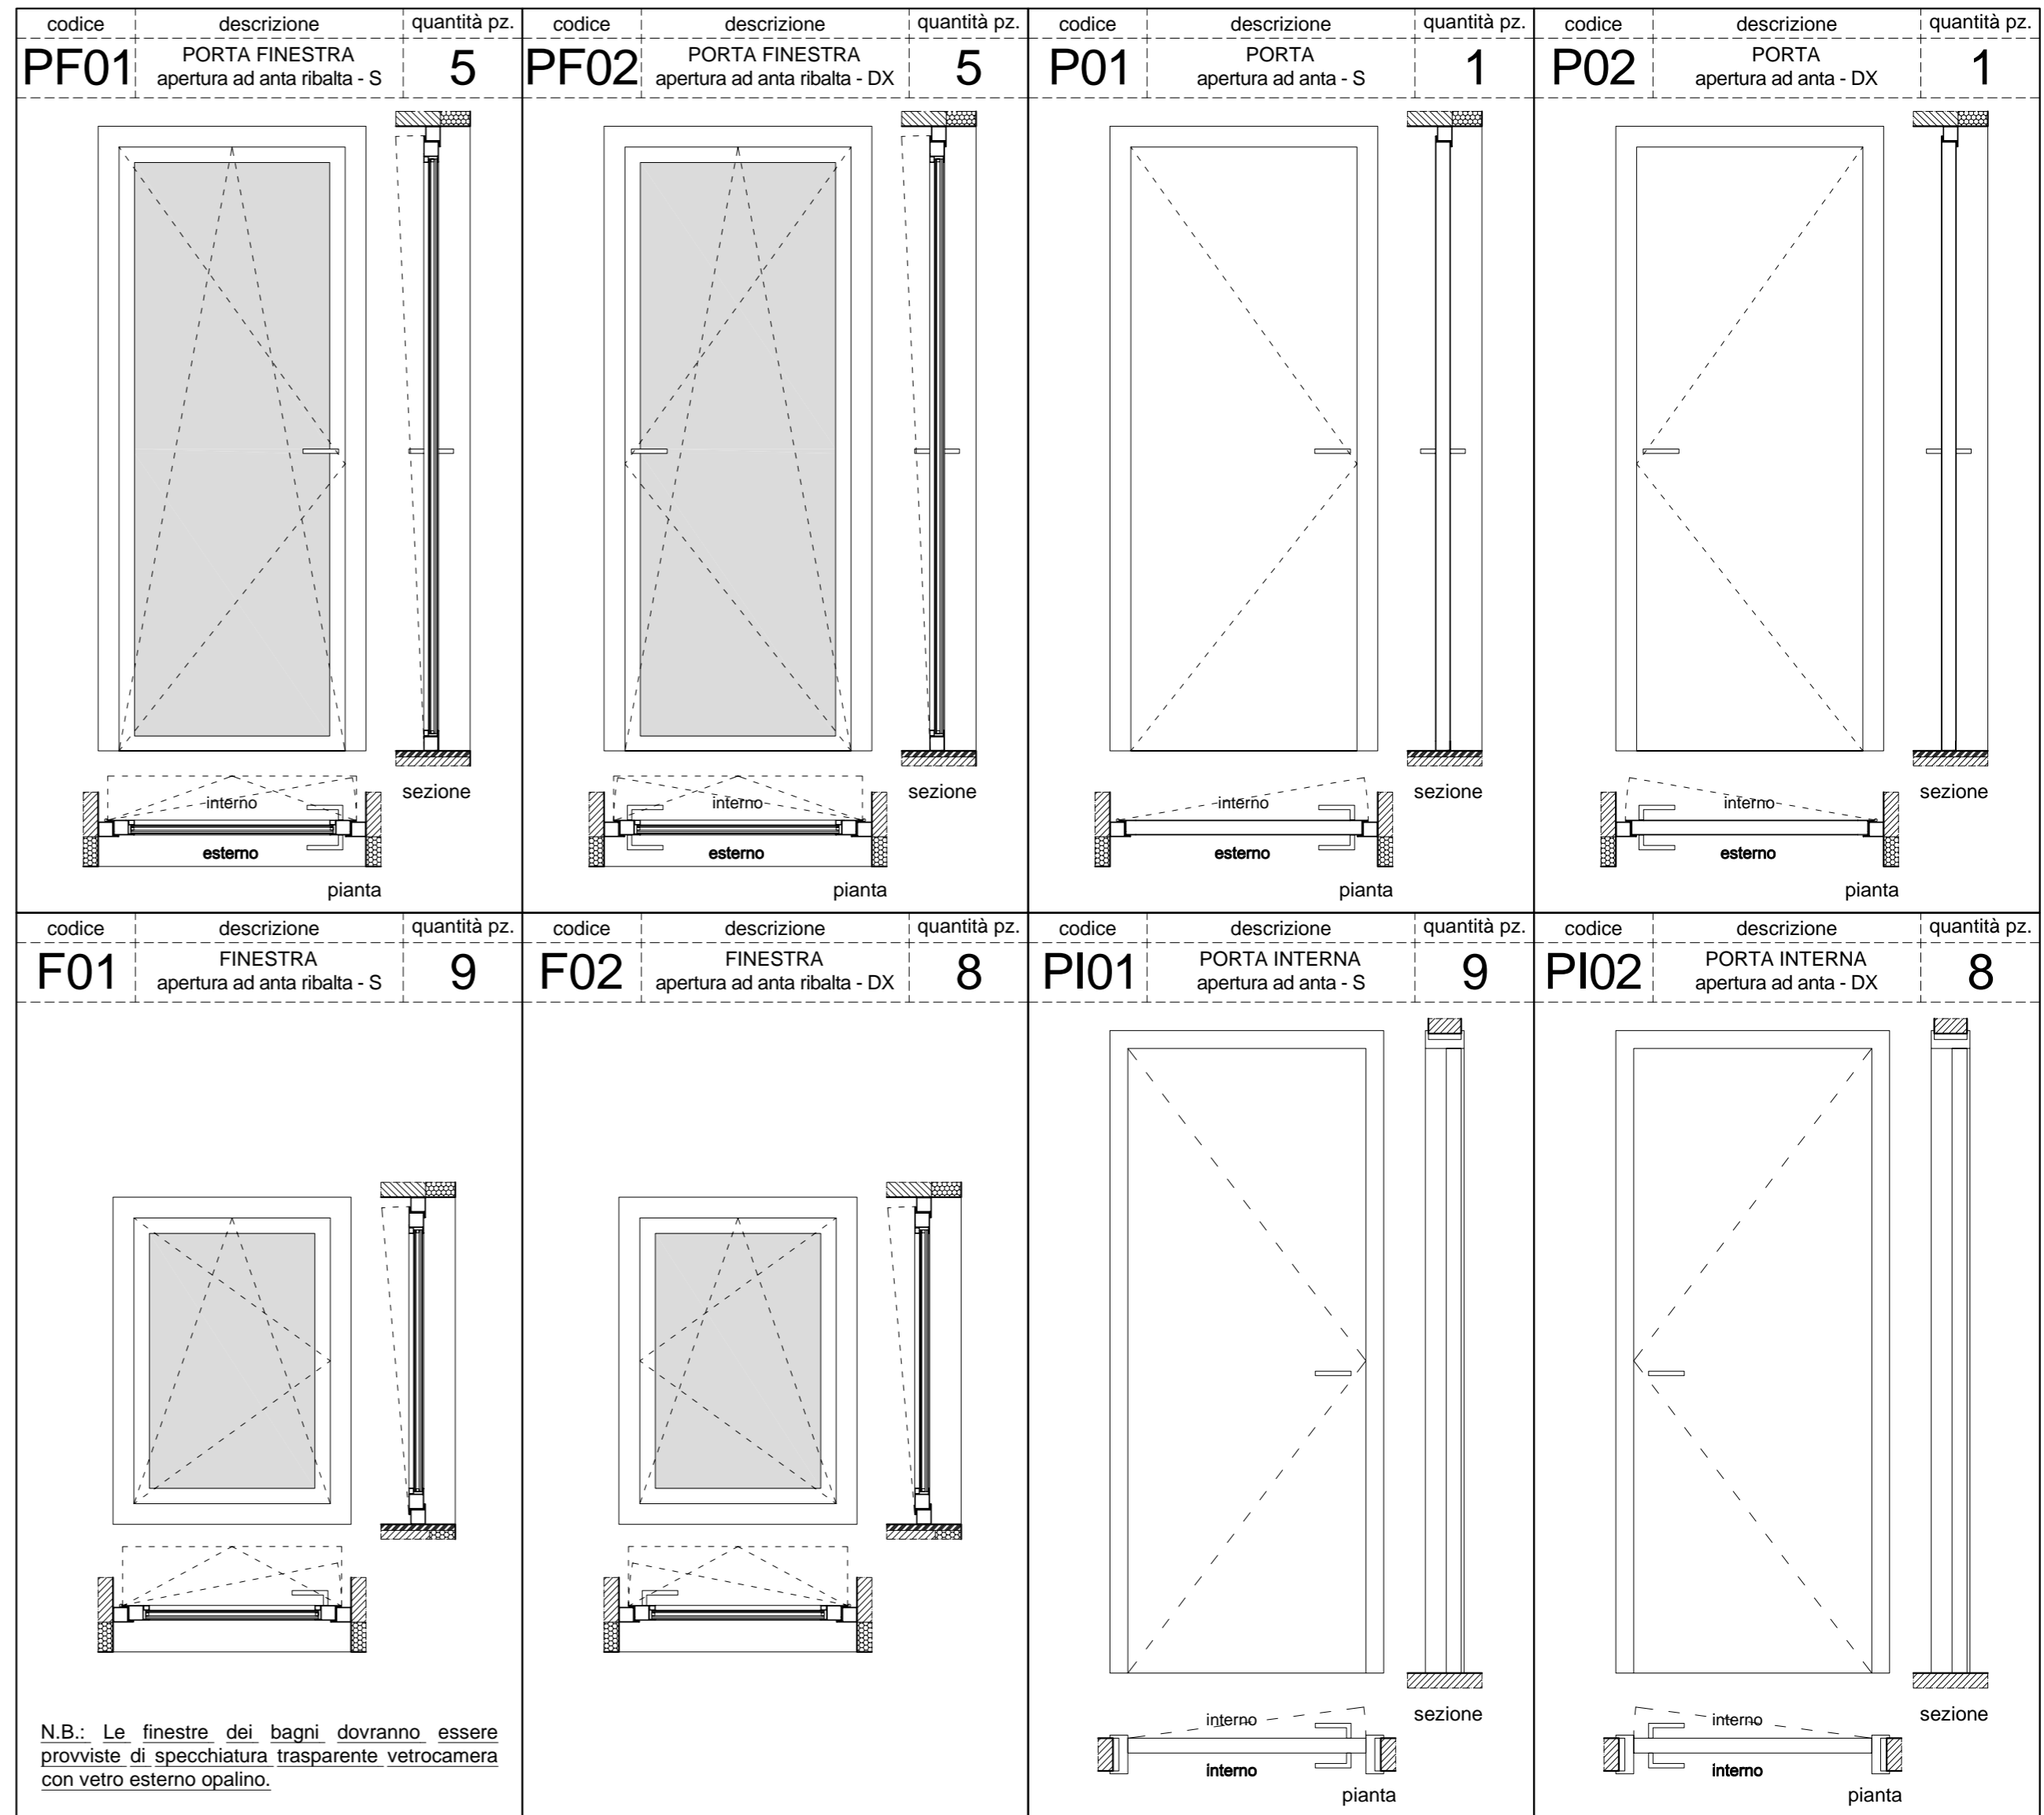 codice descrizione quantità pz.
PF01 PORTA FINESTRA 5
apertura ad anta ribalta - S
interno
esterno
sezione
pianta
codice descrizione quantità pz.
PF02 PORTA FINESTRA 5
apertura ad anta ribalta - DX
interno
esterno
sezione
pianta
codice descrizione quantità pz.
P01 PORTA 1
apertura ad anta - S
interno
esterno
sezione
pianta
codice descrizione quantità pz.
P02 PORTA 1
apertura ad anta - DX
interno
esterno
sezione
pianta
codice descrizione quantità pz.
F01 FINESTRA 9
apertura ad anta ribalta - S
N.B.: Le finestre dei bagni dovranno essere
provviste di specchiatura trasparente vetrocamera
con vetro esterno opalino.
codice descrizione quantità pz.
F02 FINESTRA 8
apertura ad anta ribalta - DX
codice descrizione quantità pz.
PI01 PORTA INTERNA 9
apertura ad anta - S
interno
interno
sezione
pianta
codice descrizione quantità pz.
PI02 PORTA INTERNA 8
apertura ad anta - DX
interno
interno
sezione
pianta